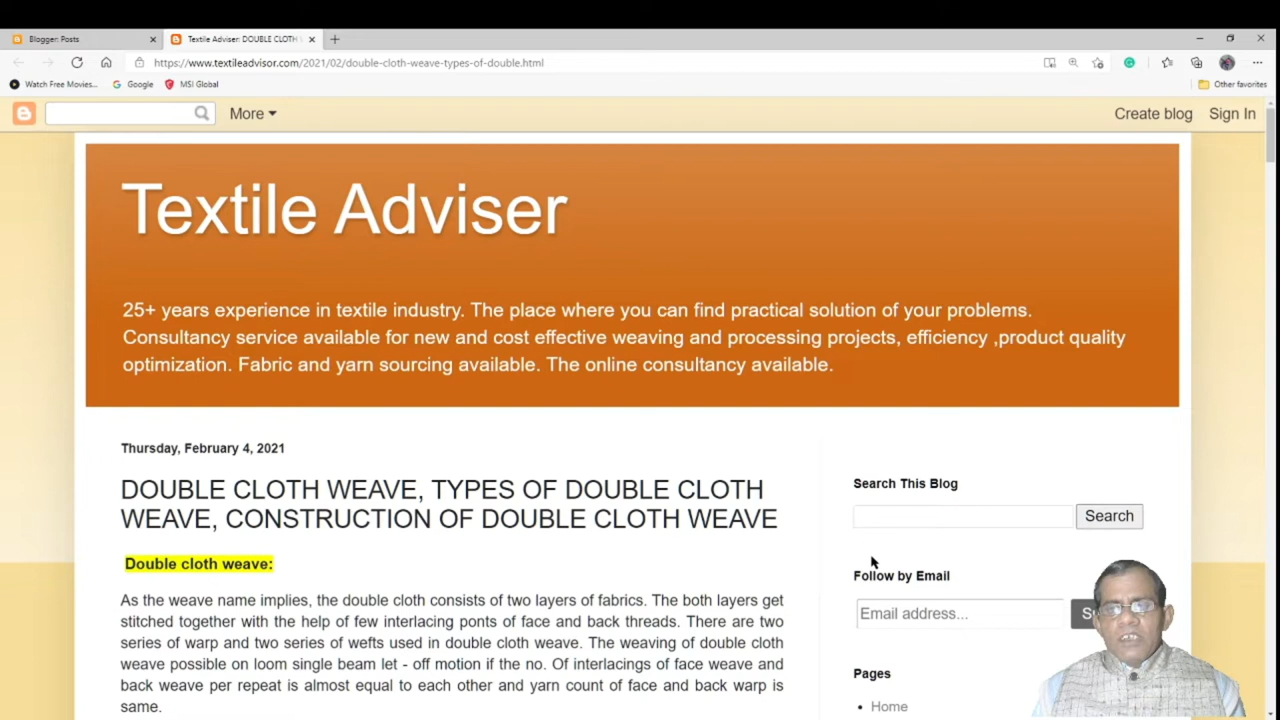 Blogger: Posts
Textile Adviser: DOUBLE CLOTH
https://www.textileadvisor.com/2021/02/double-cloth-weave-types-of-double.html
Watch Free Movies...
Google
MSI Global
Other favorites
More
Create blog
Sign In
Textile Adviser
25+ years experience in textile industry. The place where you can find practical solution of your problems.
Consultancy service available for new and cost effective weaving and processing projects, efficiency ,product quality
optimization. Fabric and yarn sourcing available. The online consultancy available.
Thursday, February 4, 2021
DOUBLE CLOTH WEAVE, TYPES OF DOUBLE CLOTH
WEAVE, CONSTRUCTION OF DOUBLE CLOTH WEAVE
Double cloth weave:
As the weave name implies, the double cloth consists of two layers of fabrics. The both layers get
stitched together with the help of few interlacing ponts of face and back threads. There are two
series of warp and two series of wefts used in double cloth weave. The weaving of double cloth
weave possible on loom single beam let - off motion if the no. Of interlacings of face weave and
back weave per repeat is almost equal to each other and yarn count of face and back warp is
same.
Search This Blog
Search
Follow by Email
Email address...
Pages
Home